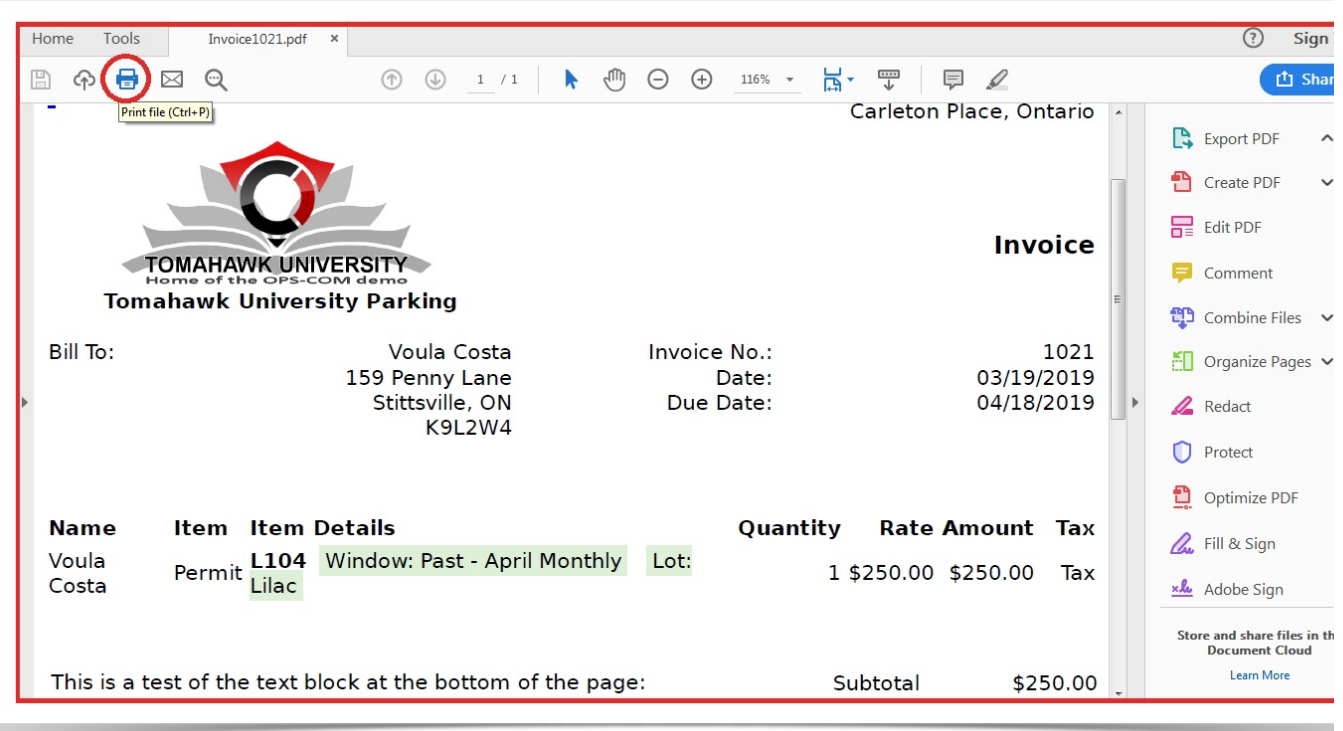 Home Tools Invoice1021.pdf ×
? Sign
1 / 1 116% Share
Print file (Ctrl+P)
Carleton Place, Ontario
TOMAHAWK UNIVERSITY
Home of the OPS-COM demo
Tomahawk University Parking
Invoice
Bill To: Voula Costa Invoice No.: 1021
159 Penny Lane Date: 03/19/2019
Stittsville, ON Due Date: 04/18/2019
K9L2W4
Name Item Item Details Quantity Rate Amount Tax
Voula Costa Permit L104 Window: Past - April Monthly Lot: Lilac 1 $250.00 $250.00 Tax
This is a test of the text block at the bottom of the page: Subtotal $250.00
Export PDF
Create PDF
Edit PDF
Comment
Combine Files
Organize Pages
Redact
Protect
Optimize PDF
Fill & Sign
Adobe Sign
Store and share files in th
Document Cloud
Learn More